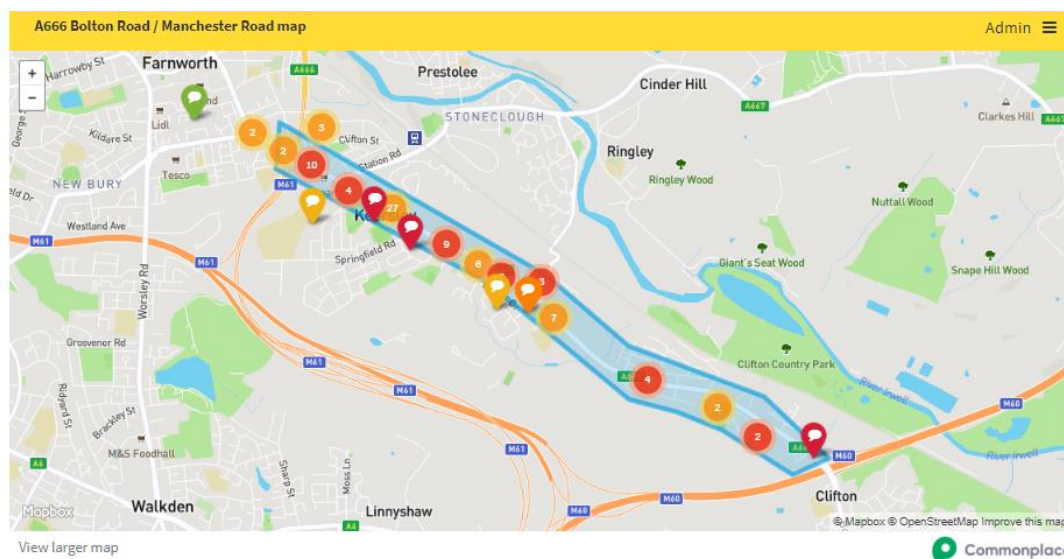 A666 Bolton Road / Manchester Road map
Admin
Harrowby St
Farnworth
A666
Prestolee
Cinder Hill
A667
Clarkes Hill
A667
+
−
George
Lidl
Kildare St
Clifton St
STONECLOUGH
Station Rd
Ringley
Ringley Wood
NEW BURY
Tesco
M61
Nuttall Wood
2
3
2
10
4
27
9
6
3
7
4
2
2
Westland Ave
M61
M61
Springfield Rd
Giant's Seat Wood
Snape Hill Wood
Worsley Rd
Grosvenor Rd
M61
Clifton Country Park
River Irwell
M60
Ridyard St
Brackley St
M&S Foodhall
A6
Sharp St
Moss Ln
M61
M60
M60
River Irwell
Walkden
Linnyshaw
A6
M60
Clifton
Mapbox
© Mapbox © OpenStreetMap Improve this map
View larger map
Commonplac